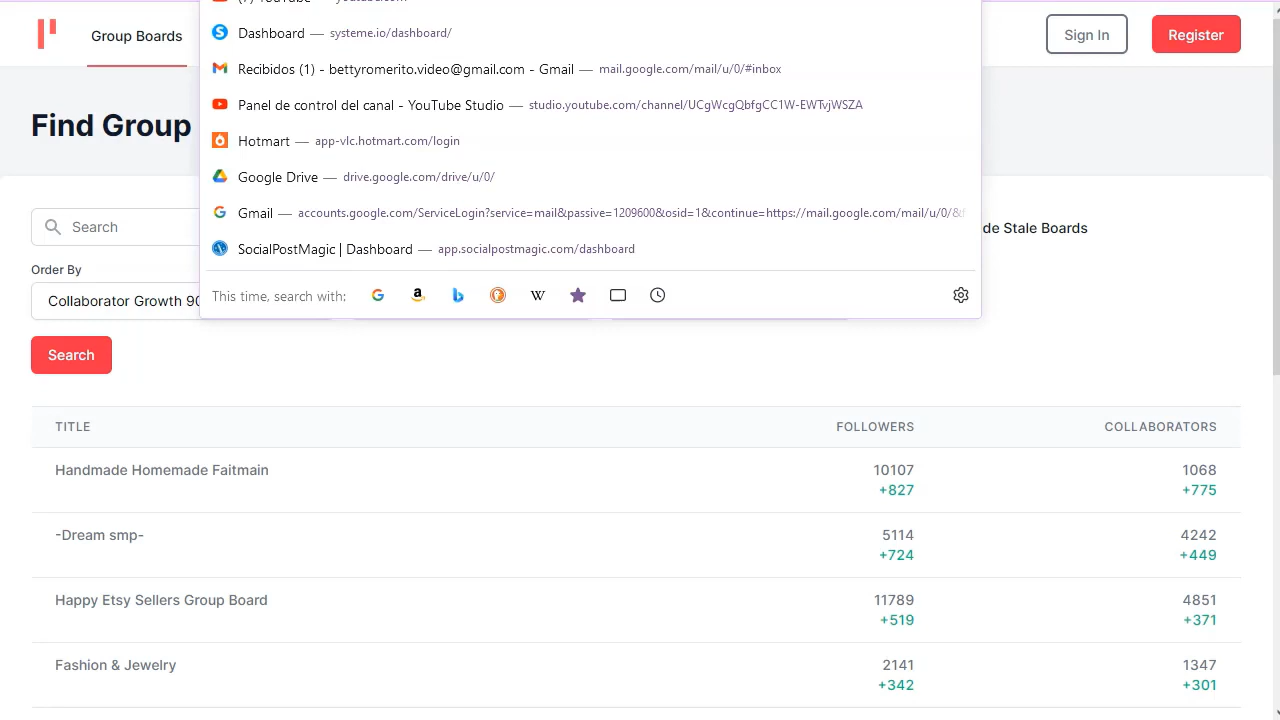 Group Boards
Sign In
Register
Dashboard — systeme.io/dashboard/
Recibidos (1) - bettyromerito.video@gmail.com - Gmail — mail.google.com/mail/u/0/#inbox
Panel de control del canal - YouTube Studio — studio.youtube.com/channel/UCgWcgQbfgCC1W-EWTvjWSZA
Hotmart — app-vlc.hotmart.com/login
Google Drive — drive.google.com/drive/u/0/
Gmail — accounts.google.com/ServiceLogin?service=mail&passive=1209600&osid=1&continue=https://mail.google.com/mail/u/0/&
SocialPostMagic | Dashboard — app.socialpostmagic.com/dashboard
This time, search with:
Find Group
Search
de Stale Boards
Order By
Collaborator Growth 90
Search
TITLE FOLLOWERS COLLABORATORS
Handmade Homemade Faitmain 10107 1068
+827 +775
-Dream smp- 5114 4242
+724 +449
Happy Etsy Sellers Group Board 11789 4851
+519 +371
Fashion & Jewelry 2141 1347
+342 +301